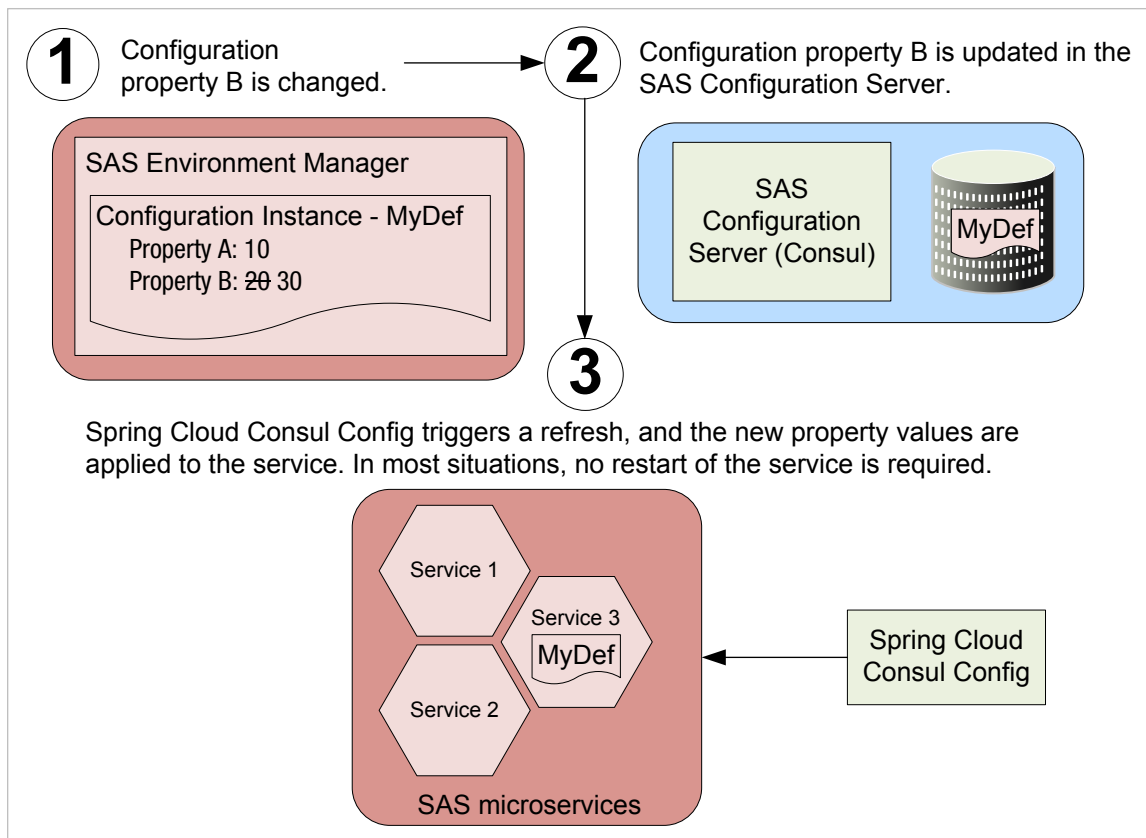 1
Configuration
property B is changed.
2
Configuration property B is updated in the
SAS Configuration Server.
SAS Environment Manager
Configuration Instance - MyDef
Property A: 10
Property B: 20 30
SAS
Configuration
Server (Consul)
MyDef
3
Spring Cloud Consul Config triggers a refresh, and the new property values are
applied to the service. In most situations, no restart of the service is required.
Service 1
Service 3
MyDef
Service 2
SAS microservices
Spring Cloud
Consul Config